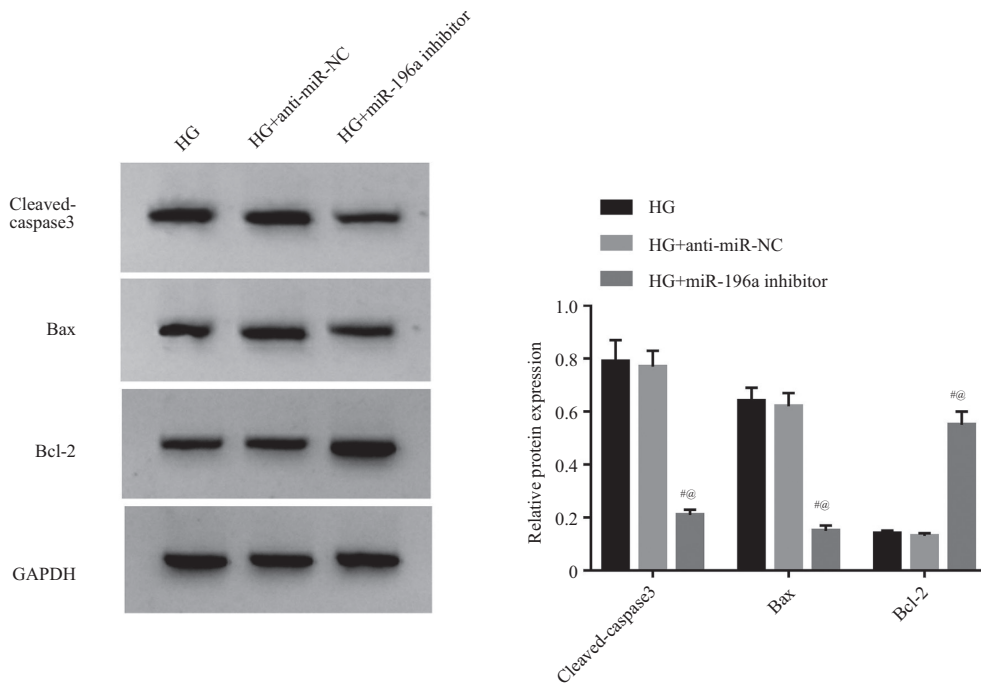 HG
HG+anti-miR-NC
HG+miR-196a inhibitor
Cleaved-
caspase3
Bax
Bcl-2
GAPDH
HG
HG+anti-miR-NC
HG+miR-196a inhibitor
Relative protein expression
1.0
0.8
0.6
0.4
0.2
0
#@
#@
#@
Cleaved-caspase3
Bax
Bcl-2